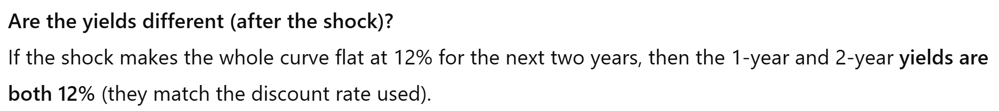 Are the yields different (after the shock)?
If the shock makes the whole curve flat at 12% for the next two years, then the 1-year and 2-year yields are
both 12% (they match the discount rate used).